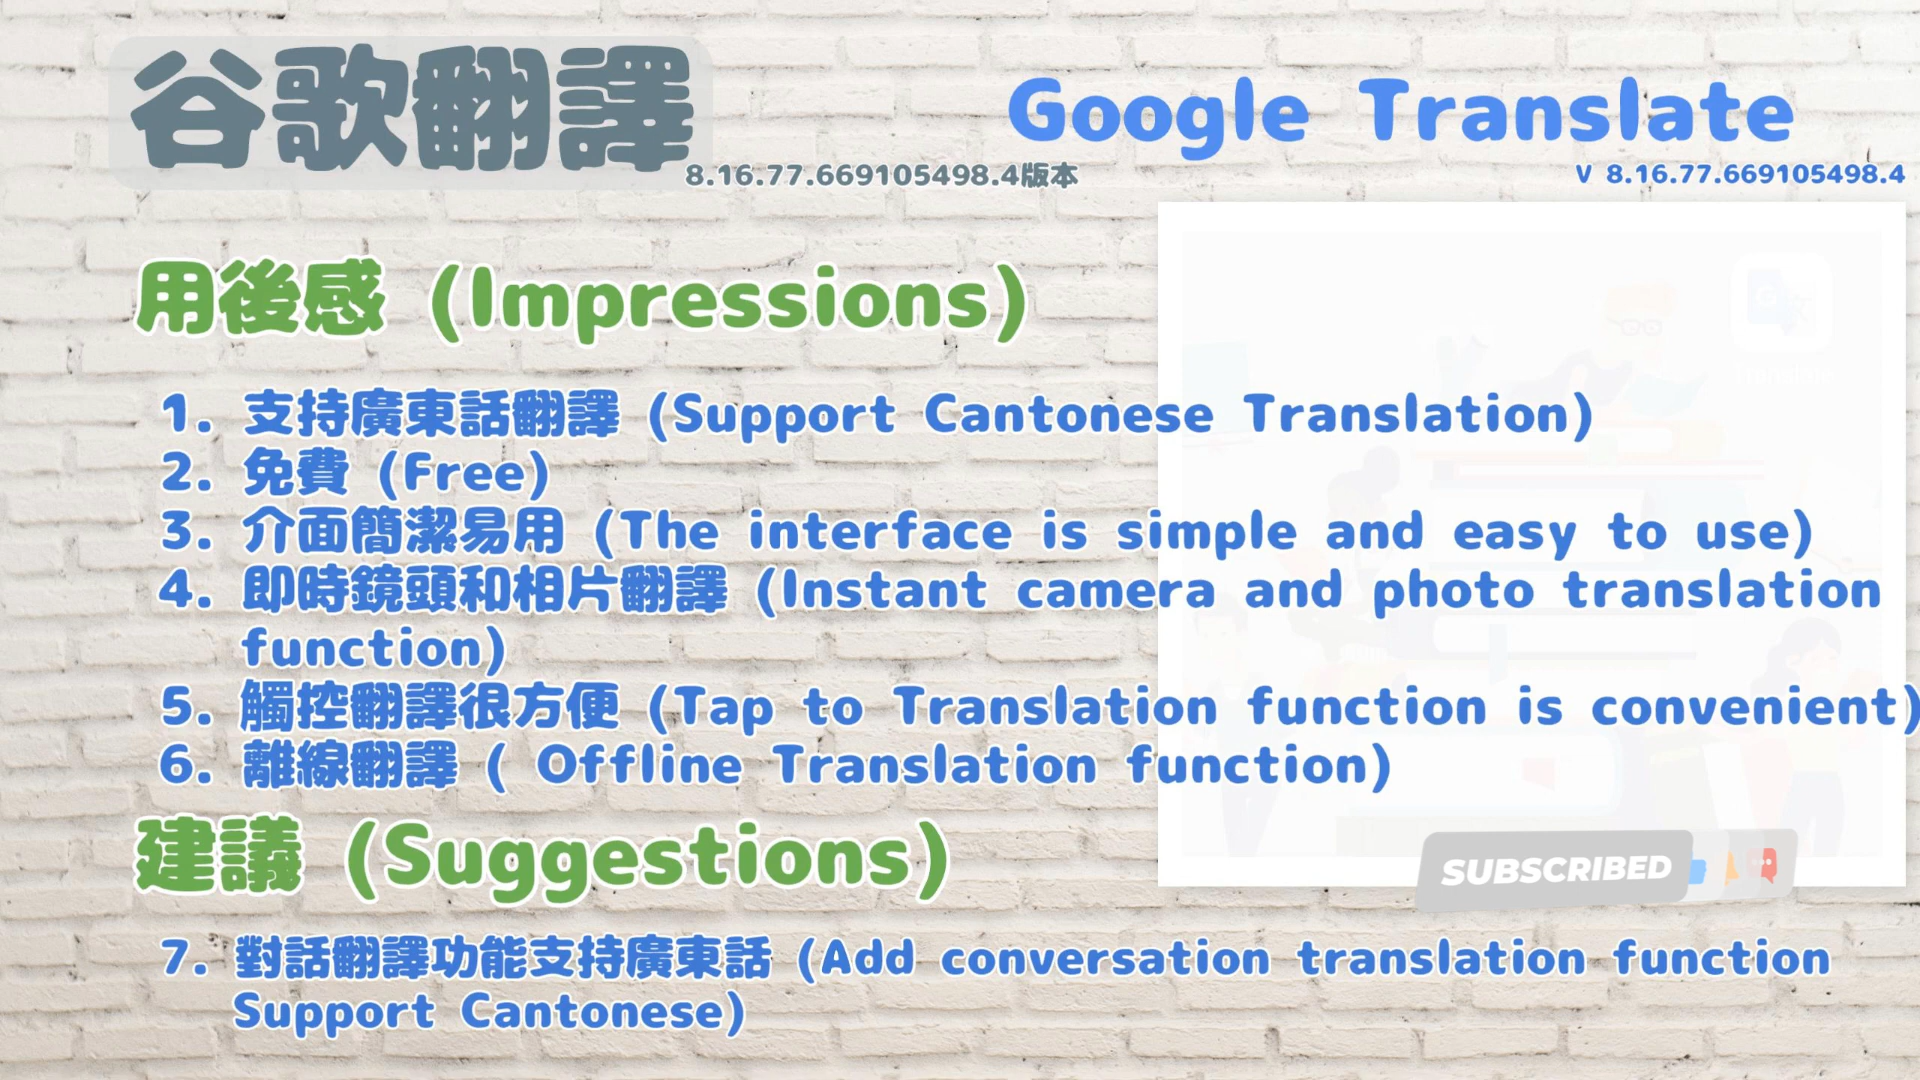 谷歌翻譯
8.16.77.669105498.4版本
Google Translate
V 8.16.77.669105498.4
用後感 (Impressions)
1. 支持廣東話翻譯 (Support Cantonese Translation)
2. 免費 (Free)
3. 介面簡潔易用 (The interface is simple and easy to use)
4. 即時鏡頭和相片翻譯 (Instant camera and photo translation
function)
5. 觸控翻譯很方便 (Tap to Translation function is convenient)
6. 離線翻譯 ( Offline Translation function)
建議 (Suggestions)
SUBSCRIBED
7. 對話翻譯功能支持廣東話 (Add conversation translation function
Support Cantonese)